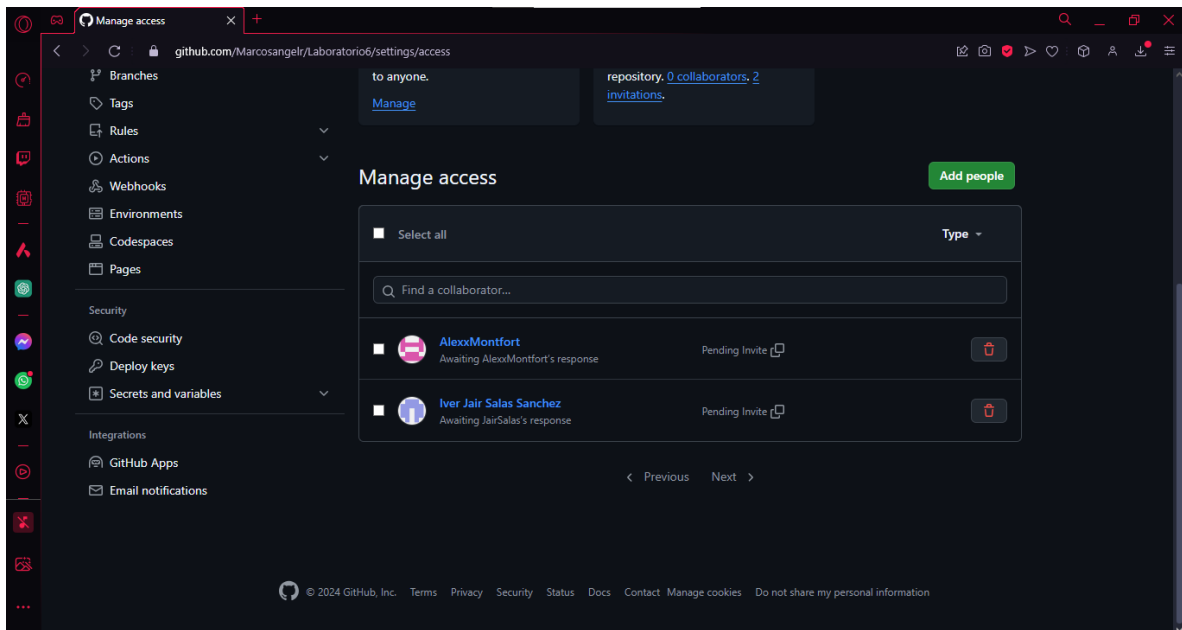 Manage access
github.com/Marcosangelr/Laboratorio6/settings/access
Branches
Tags
Rules
Actions
Webhooks
Environments
Codespaces
Pages
Security
Code security
Deploy keys
Secrets and variables
Integrations
GitHub Apps
Email notifications
to anyone.
Manage
repository. 0 collaborators. 2
invitations.
Manage access
Add people
Select all
Type
Find a collaborator...
AlexxMontfort
Awaiting AlexxMontfort's response
Pending Invite
Iver Jair Salas Sanchez
Awaiting JairSalas's response
Pending Invite
Previous Next
© 2024 GitHub, Inc. Terms Privacy Security Status Docs Contact Manage cookies Do not share my personal information